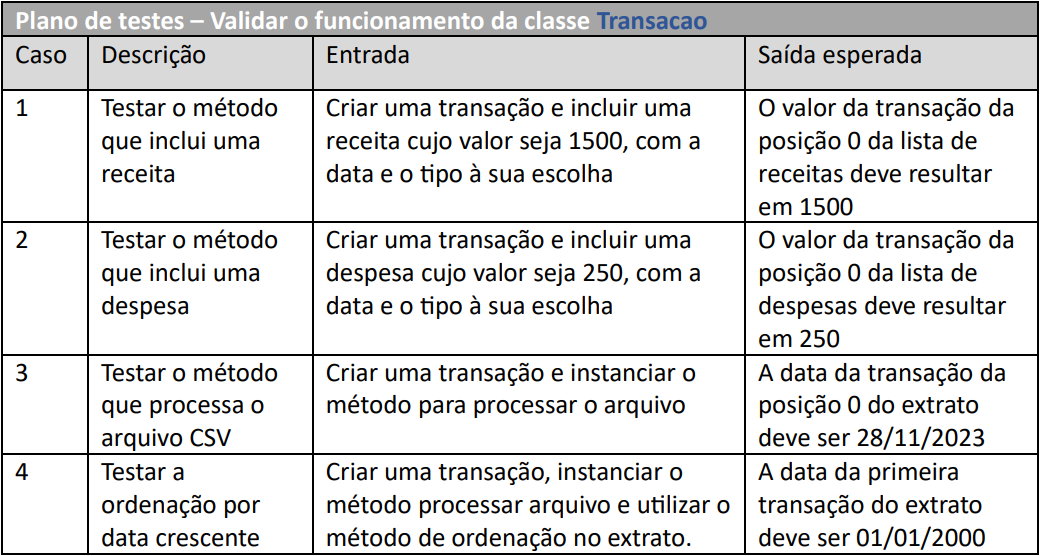 Plano de testes – Validar o funcionamento da classe Transacao
Caso Descrição Entrada Saída esperada
1 Testar o método Criar uma transação e incluir uma O valor da transação da
que inclui uma receita cujo valor seja 1500, com a posição 0 da lista de
receita data e o tipo à sua escolha receitas deve resultar
em 1500
2 Testar o método Criar uma transação e incluir uma O valor da transação da
que inclui uma despesa cujo valor seja 250, com a posição 0 da lista de
despesa data e o tipo à sua escolha despesas deve resultar
em 250
3 Testar o método Criar uma transação e instanciar o A data da transação da
que processa o método para processar o arquivo posição 0 do extrato
arquivo CSV deve ser 28/11/2023
4 Testar a Criar uma transação, instanciar o A data da primeira
ordenação por método processar arquivo e utilizar o transação do extrato
data crescente método de ordenação no extrato. deve ser 01/01/2000